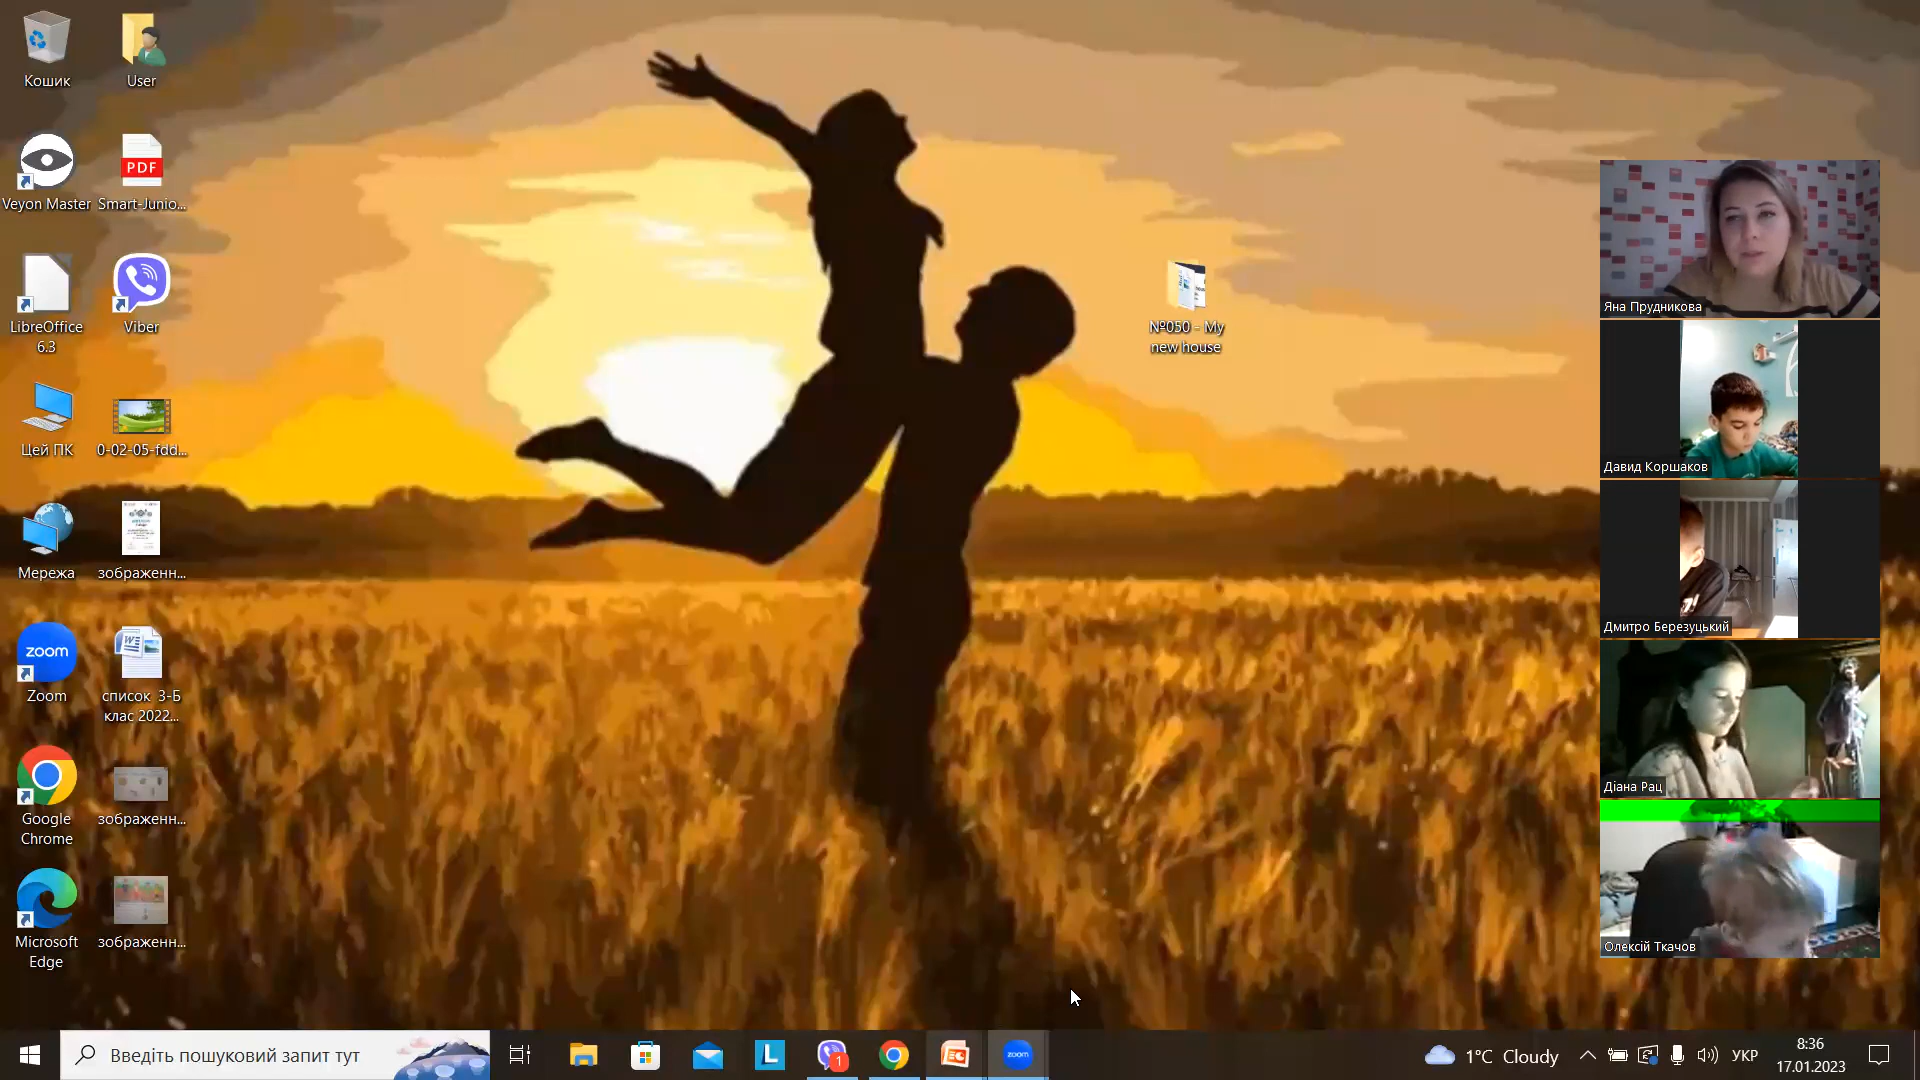 Кошик
User
Veyon Master
PDF
Smart-Junio...
LibreOffice
6.3
Viber
Цей ПК
0-02-05-fdd...
Мережа
зображенн...
zoom
Zoom
список 3-Б
клас 2022...
Google
Chrome
зображенн...
Microsoft
Edge
зображенн...
№050 - My
new house
Яна Прудникова
Давид Коршаков
Дмитро Березуцький
Діана Рац
Олексій Ткачов
Введіть пошуковий запит тут
L
1
zoom
1°C Cloudy
УКР
8:36
17.01.2023